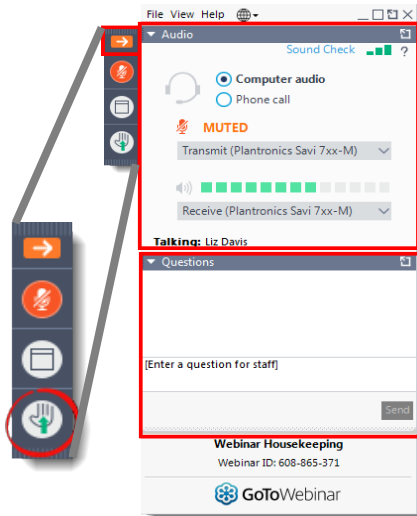 File View Help
Audio
Sound Check ?
Computer audio
Phone call
MUTED
Transmit (Plantronics Savi 7xx-M)
Receive (Plantronics Savi 7xx-M)
Talking: Liz Davis
Questions
[Enter a question for staff]
Send
Webinar Housekeeping
Webinar ID: 608-865-371
GoToWebinar